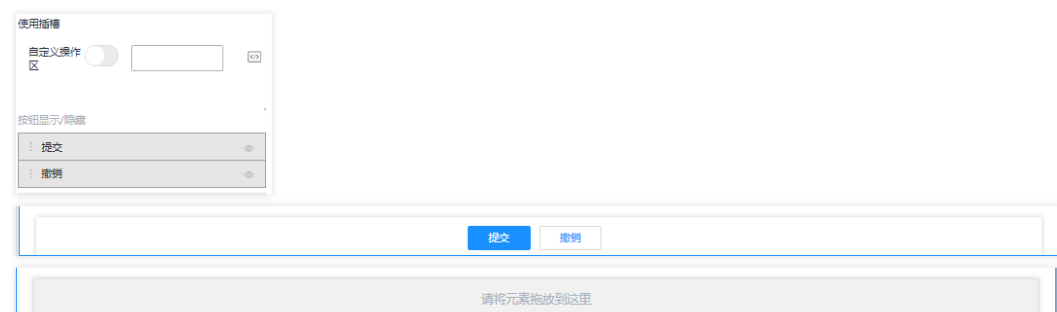 使用插槽
自定义操作
区
按钮显示/隐藏
提交
撤销
提交
撤销
请将元素拖放到这里